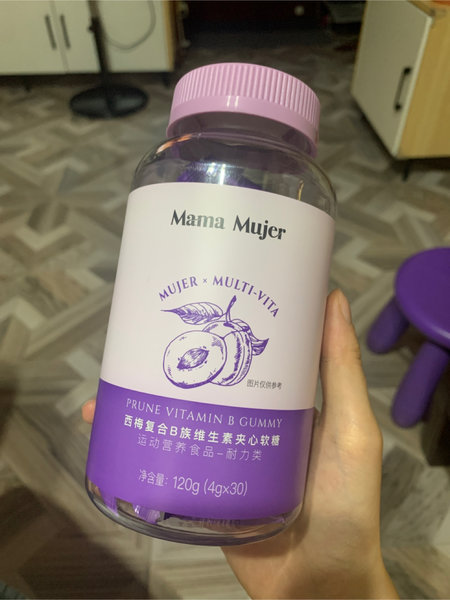 Mama Mujer
MUJER × MULTI-VITA
图片仅供参考
PRUNE VITAMIN B GUMMY
西梅复合B族维生素夹心软糖
运动营养食品-耐力类
净含量: 120g (4g×30)